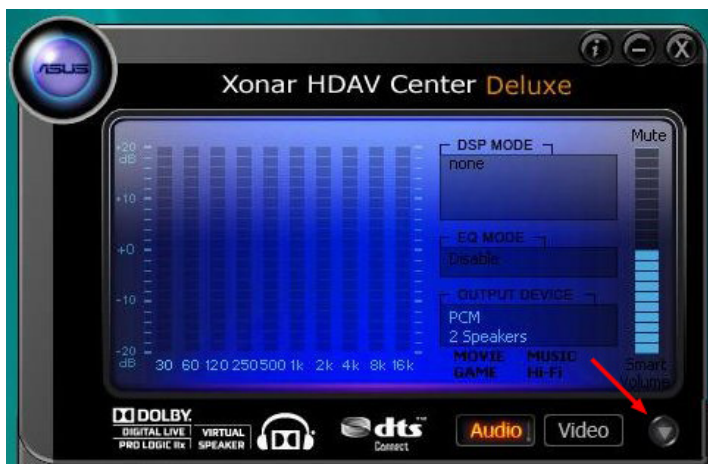 ASUS
Xonar HDAV Center Deluxe
Mute
+20
dB
+10
+0
-10
-20
dB
30 60 120 250 500 1k 2k 4k 8k 16k
DSP MODE
none
EQ MODE
Disable
OUTPUT DEVICE
PCM
2 Speakers
MOVIE MUSIC
GAME Hi-Fi
Smart
Volume
DOLBY
DIGITAL LIVE
PRO LOGIC IIx
VIRTUAL
SPEAKER
dts
Connect
Audio
Video